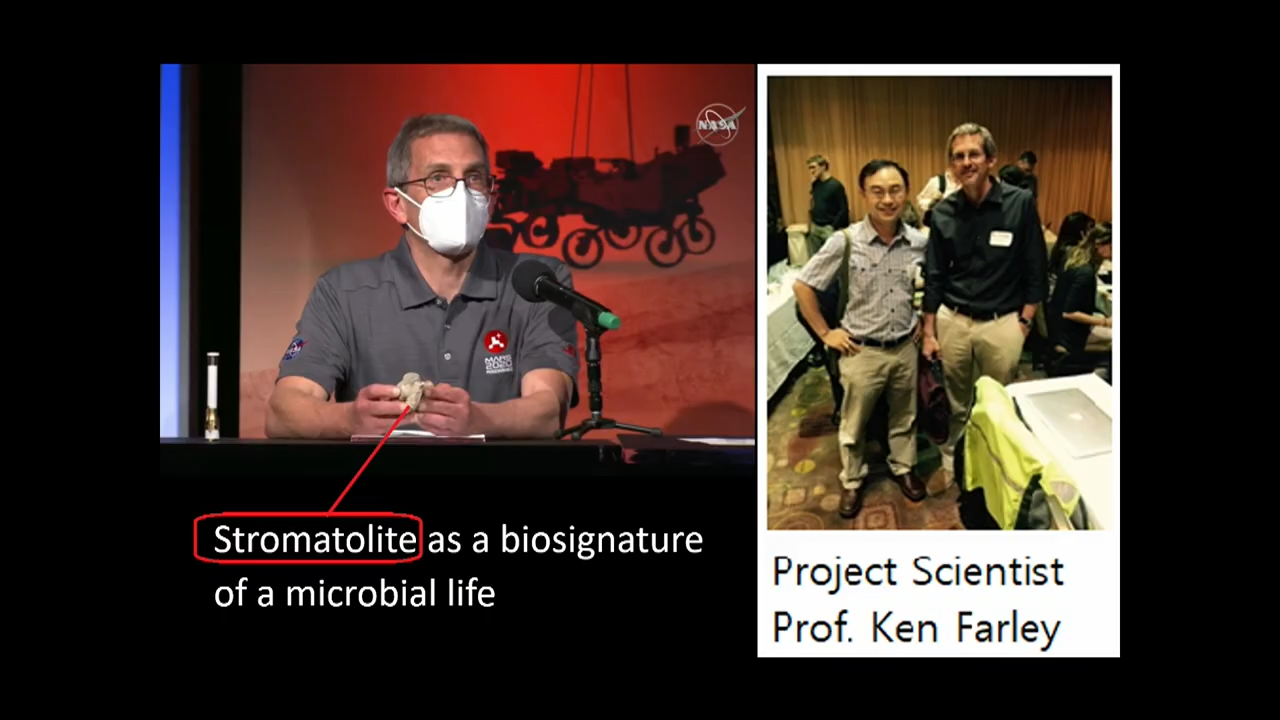 NASA
MARS
2020
Stromatolite as a biosignature
of a microbial life
Project Scientist
Prof. Ken Farley